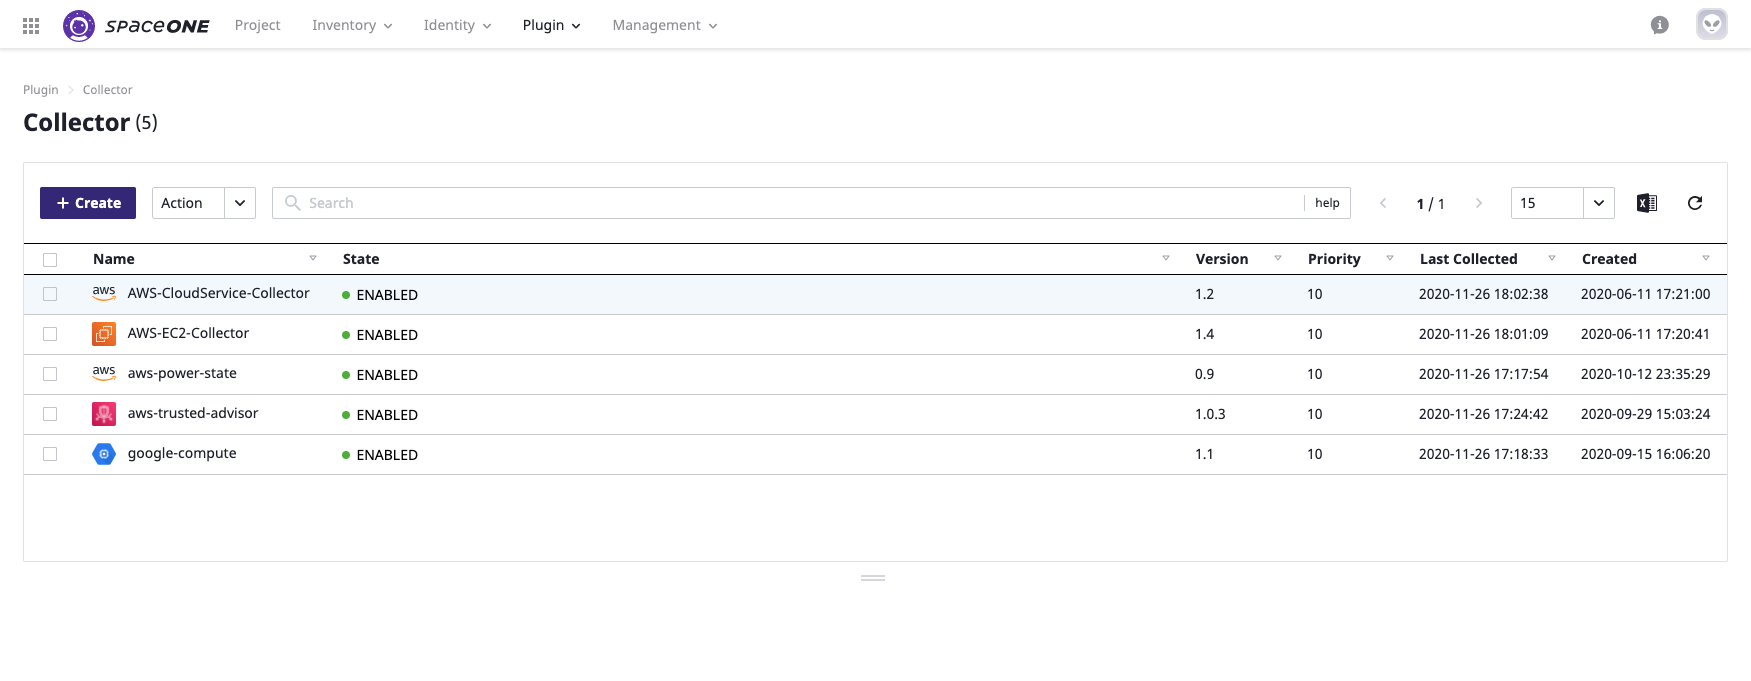 SPACEONE Project Inventory Identity Plugin Management
Plugin Collector
Collector (5)
+ Create Action Search help 1 / 1 15
Name State Version Priority Last Collected Created
aws AWS-CloudService-Collector ENABLED 1.2 10 2020-11-26 18:02:38 2020-06-11 17:21:00
AWS-EC2-Collector ENABLED 1.4 10 2020-11-26 18:01:09 2020-06-11 17:20:41
aws aws-power-state ENABLED 0.9 10 2020-11-26 17:17:54 2020-10-12 23:35:29
aws-trusted-advisor ENABLED 1.0.3 10 2020-11-26 17:24:42 2020-09-29 15:03:24
google-compute ENABLED 1.1 10 2020-11-26 17:18:33 2020-09-15 16:06:20